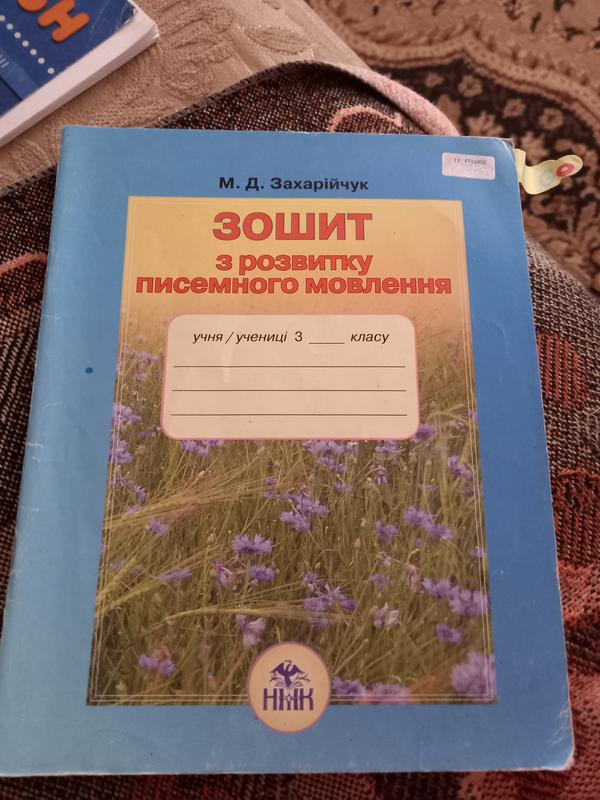 М. Д. Захарійчук
ЗОШИТ
з розвитку
писемного мовлення
учня / учениці 3 ____ класу
НМК